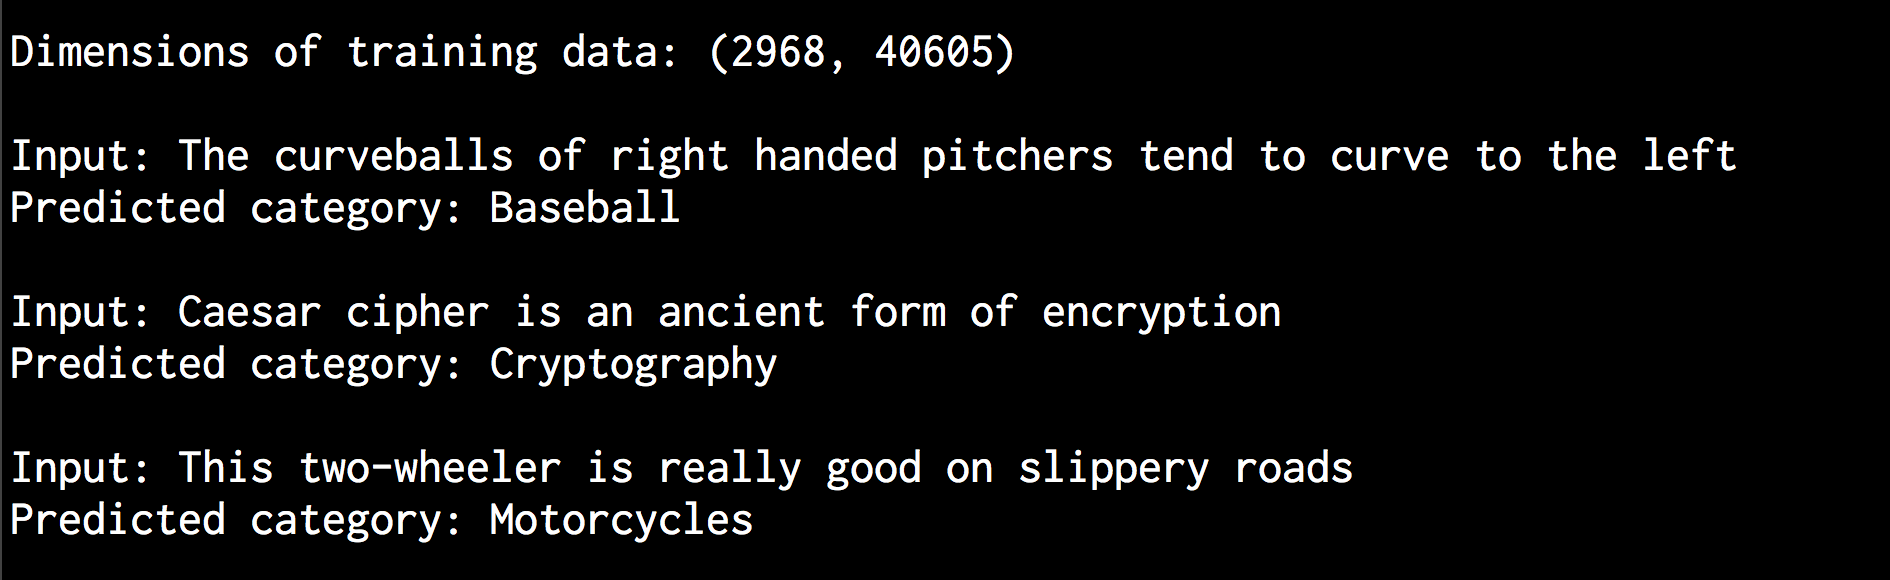 Dimensions of training data: (2968, 40605)
Input: The curveballs of right handed pitchers tend to curve to the left
Predicted category: Baseball
Input: Caesar cipher is an ancient form of encryption
Predicted category: Cryptography
Input: This two-wheeler is really good on slippery roads
Predicted category: Motorcycles